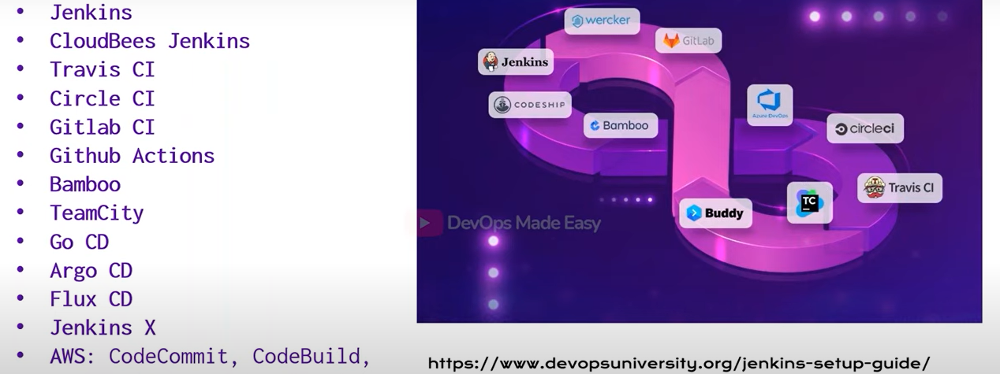 Jenkins
CloudBees Jenkins
Travis CI
Circle CI
Gitlab CI
Github Actions
Bamboo
TeamCity
Go CD
Argo CD
Flux CD
Jenkins X
AWS: CodeCommit, CodeBuild,
wercker
GitLab
Jenkins
CODESHIP
Bamboo
Azure DevOps
circleci
Travis CI
TC
Buddy
DevOps Made Easy
https://www.devopsuniversity.org/jenkins-setup-guide/